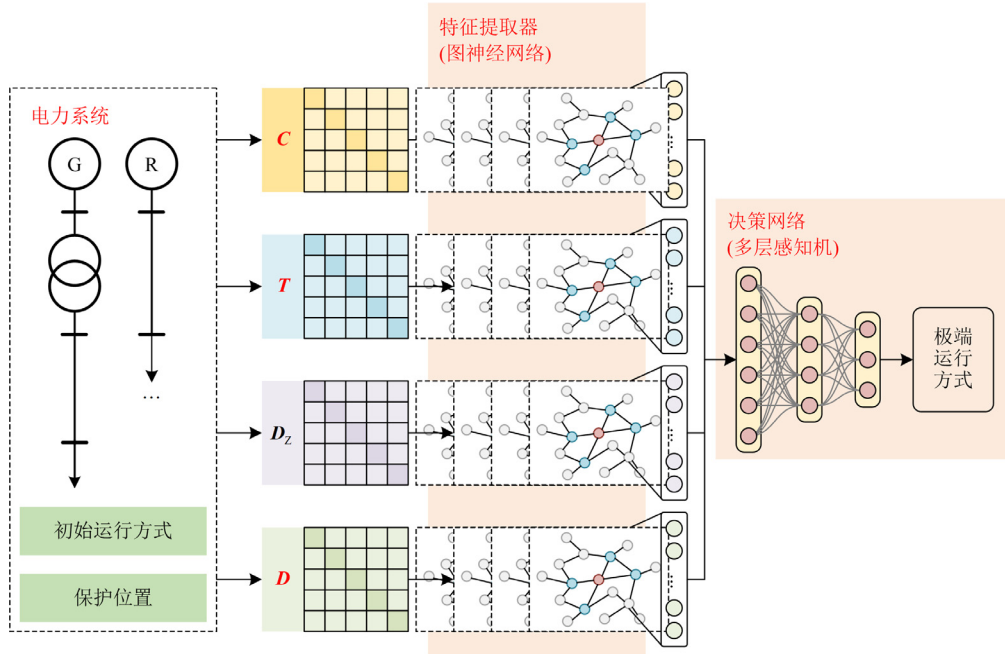 特征提取器
(图神经网络)
电力系统
G
R
...
初始运行方式
保护位置
C
T
D_Z
D
决策网络
(多层感知机)
极端
运行
方式